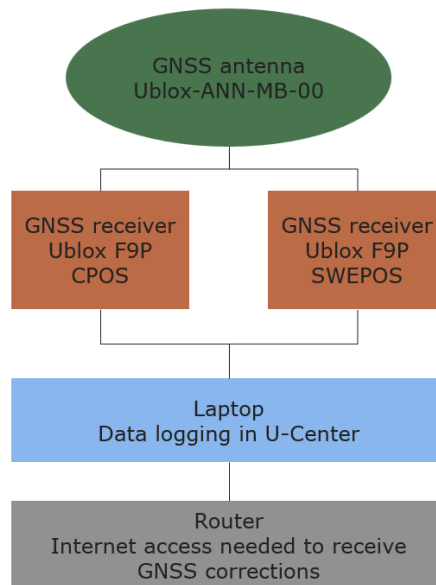 GNSS antenna
Ublox-ANN-MB-00
GNSS receiver
Ublox F9P
CPOS
GNSS receiver
Ublox F9P
SWEPOS
Laptop
Data logging in U-Center
Router
Internet access needed to receive
GNSS corrections